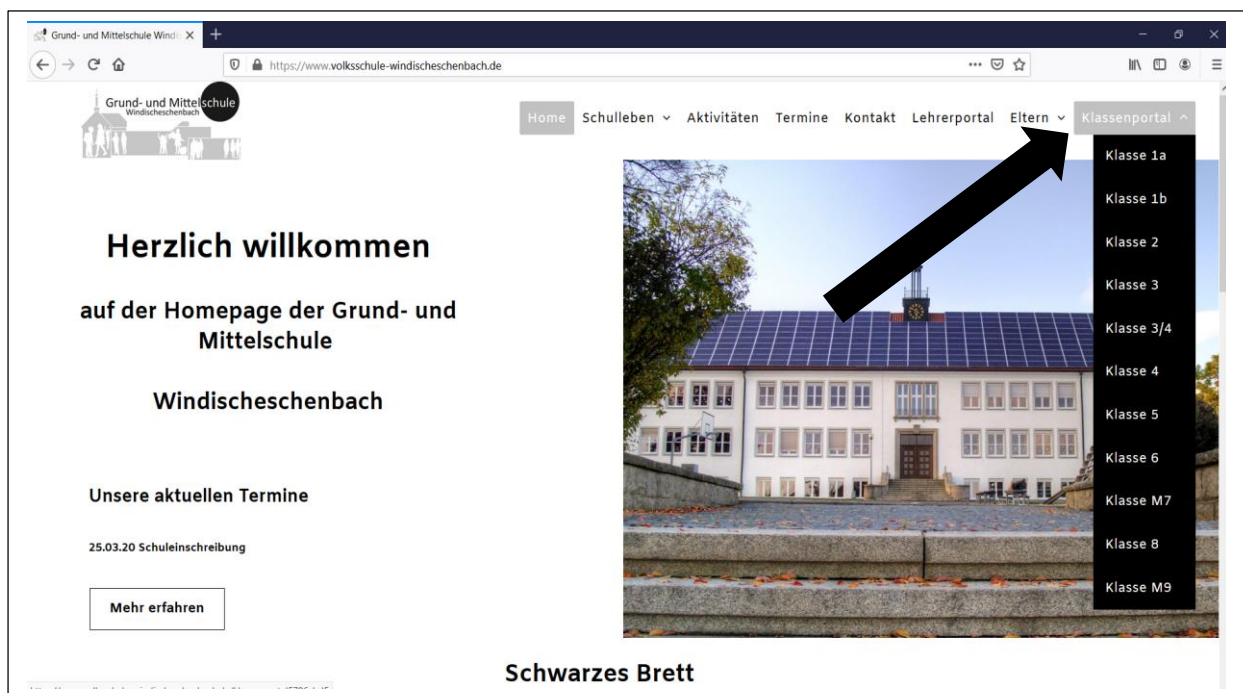 Grund- und Mittelschule Windi
https://www.volksschule-windischeschenbach.de
Grund- und Mittelschule
Windischeschenbach
Home Schulleben Aktivitäten Termine Kontakt Lehrerportal Eltern Klassenportal
Klasse 1a
Klasse 1b
Klasse 2
Klasse 3
Klasse 3/4
Klasse 4
Klasse 5
Klasse 6
Klasse M7
Klasse 8
Klasse M9
Herzlich willkommen
auf der Homepage der Grund- und
Mittelschule
Windischeschenbach
Unsere aktuellen Termine
25.03.20 Schuleinschreibung
Mehr erfahren
Schwarzes Brett